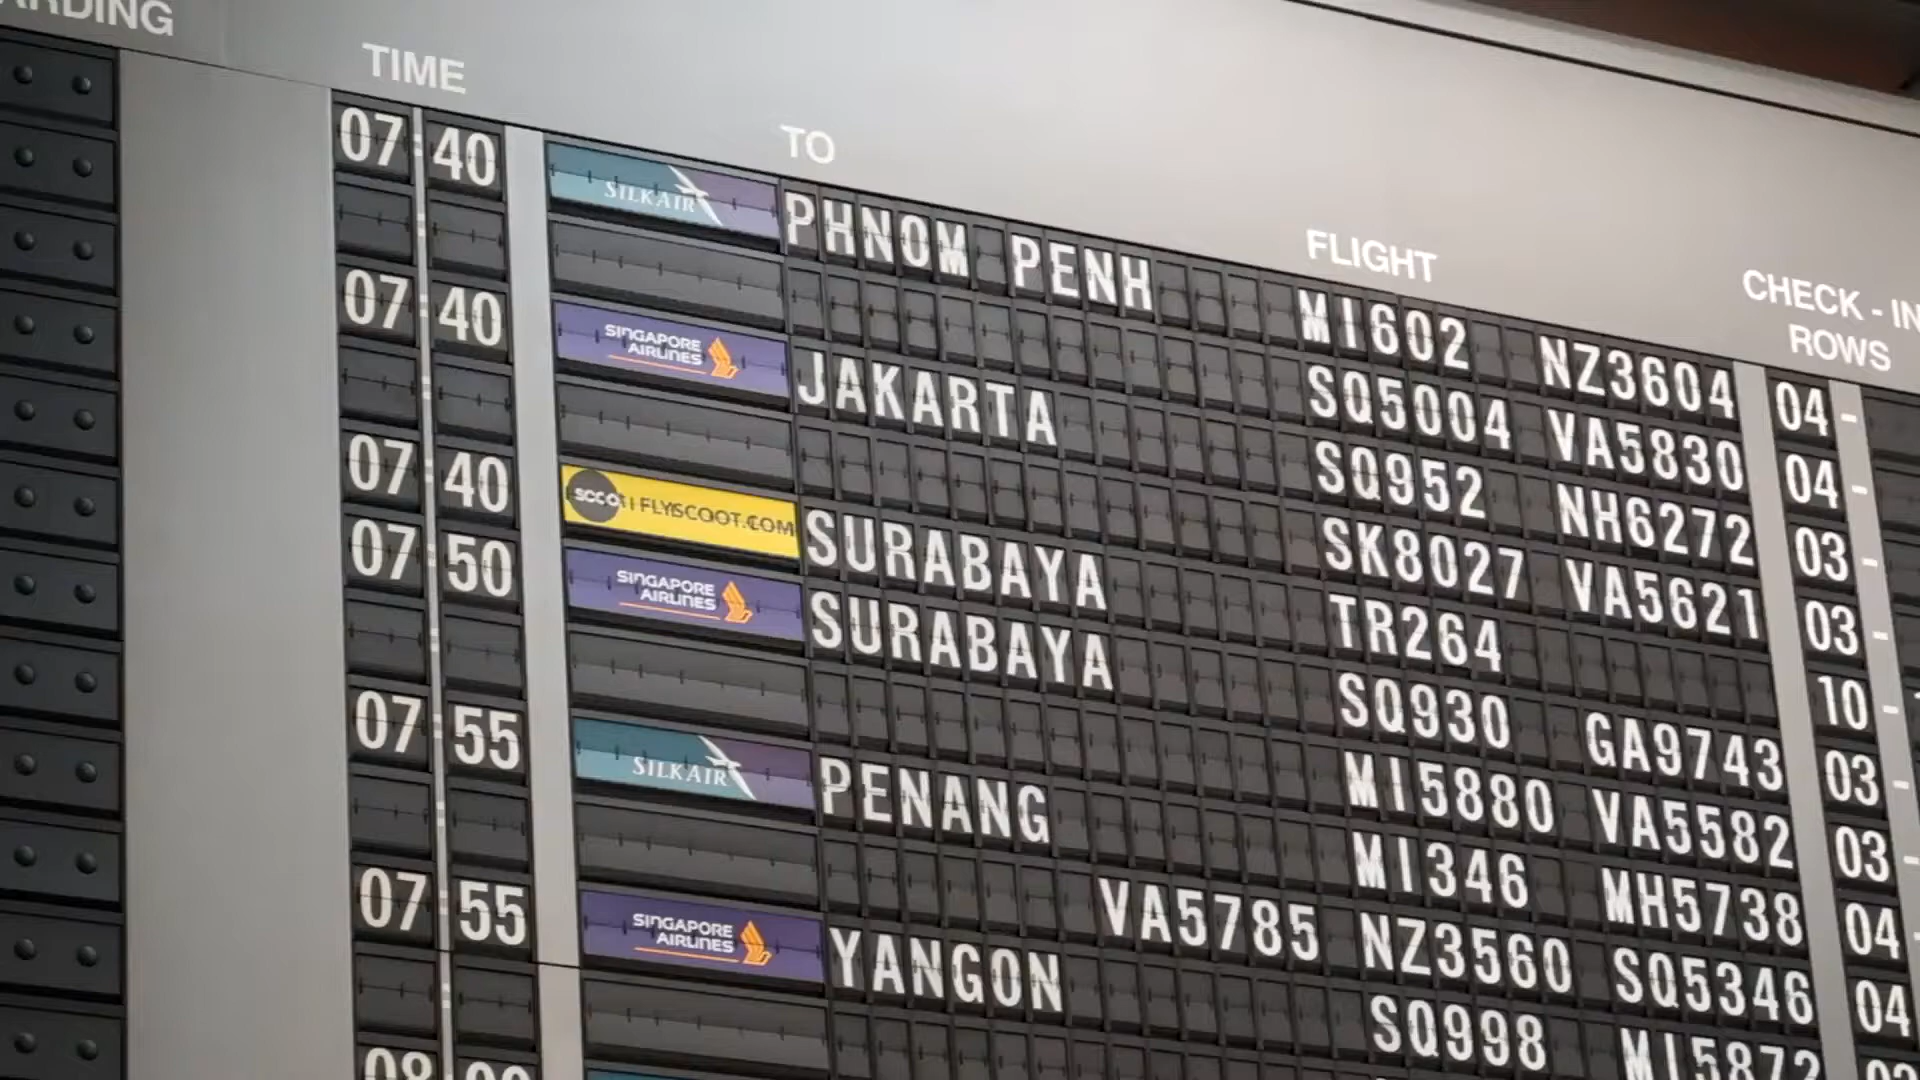 ARDING TIME TO FLIGHT CHECK - IN ROWS
07:40 SILKAIR PHNOM PENH MI602 NZ3604 04 -
SQ5004 VA5830 04 -
07:40 SINGAPORE AIRLINES JAKARTA SQ952 NH6272 03 -
SK8027 VA5621 03 -
07:40 SCOOT | FLYSCOOT.COM SURABAYA TR264 10 -
07:50 SINGAPORE AIRLINES SURABAYA SQ930 GA9743 03 -
MI5880 VA5582 03 -
07:55 SILKAIR PENANG MI346 MH5738 04 -
VA5785 NZ3560 SQ5346 04
07:55 SINGAPORE AIRLINES YANGON SQ998 MI5872